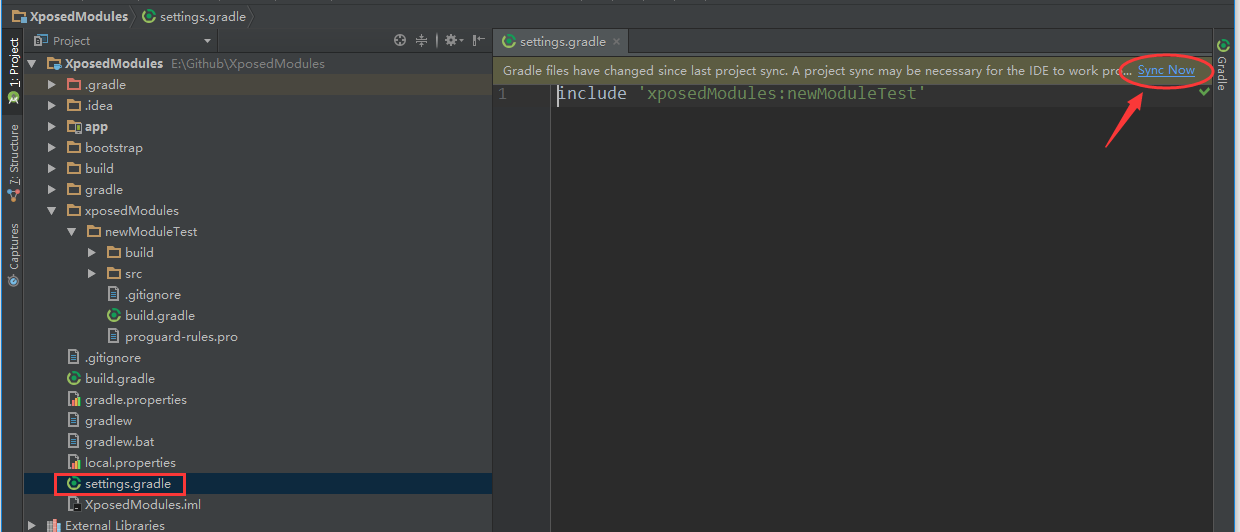 XposedModules settings.gradle
1: Project
7: Structure
Captures
Project
XposedModules E:\Github\XposedModules
.gradle
.idea
app
bootstrap
build
gradle
xposedModules
newModuleTest
build
src
.gitignore
build.gradle
proguard-rules.pro
.gitignore
build.gradle
gradle.properties
gradlew
gradlew.bat
local.properties
settings.gradle
XposedModules.iml
External Libraries
settings.gradle
Gradle files have changed since last project sync. A project sync may be necessary for the IDE to work pro... Sync Now
1 include 'xposedModules:newModuleTest'
Gradle